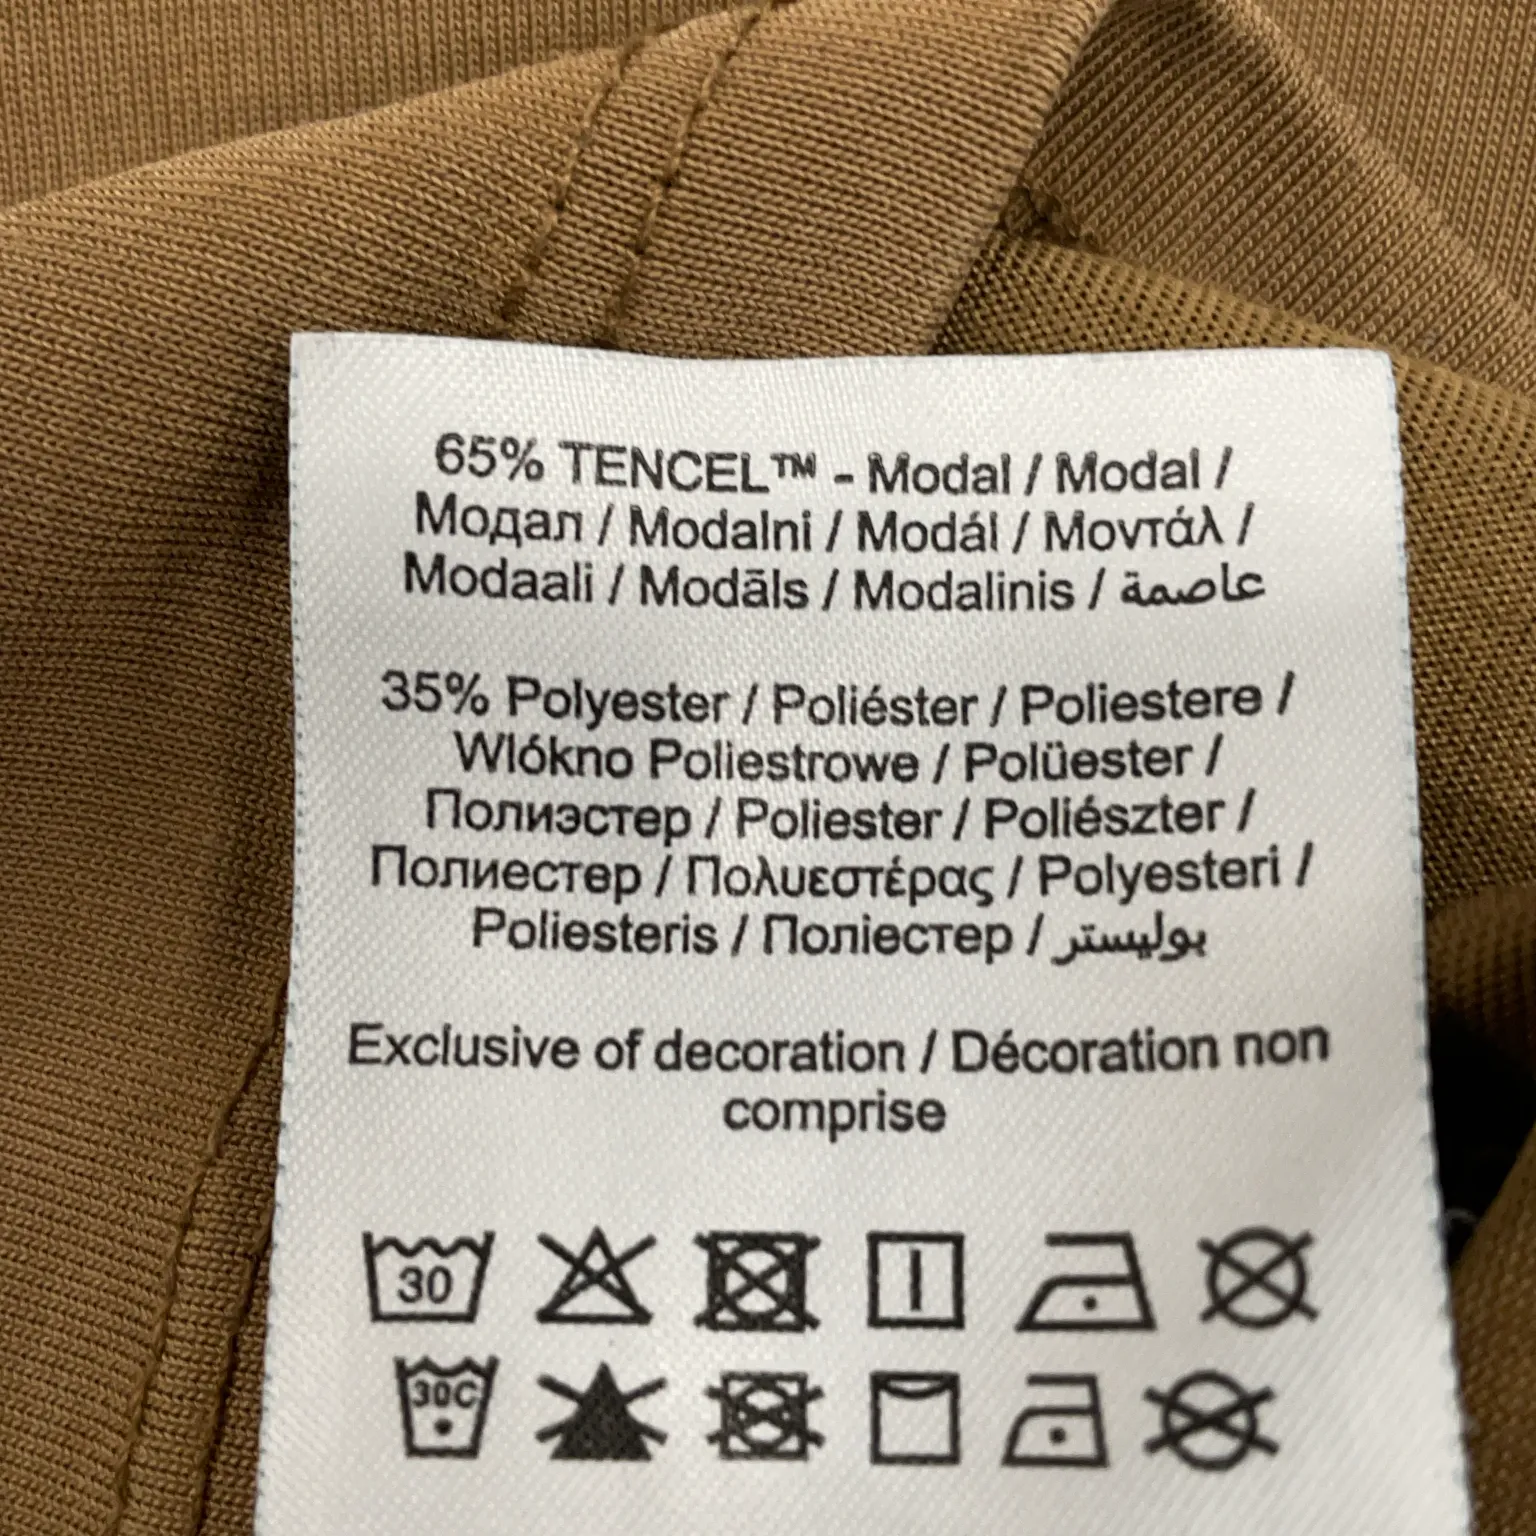 65% TENCEL™ - Modal / Modal /
Модал / Modalni / Modál / Μοντάλ /
Modaali / Modāls / Modalinis / عاصمة
35% Polyester / Poliéster / Poliestere /
Wlókno Poliestrowe / Polüester /
Полиэстер / Poliester / Poliészter /
Полиестер / Πολυεστέρας / Polyesteri /
Poliesteris / Поліестер / بوليستر
Exclusive of decoration / Décoration non
comprise
30
30C